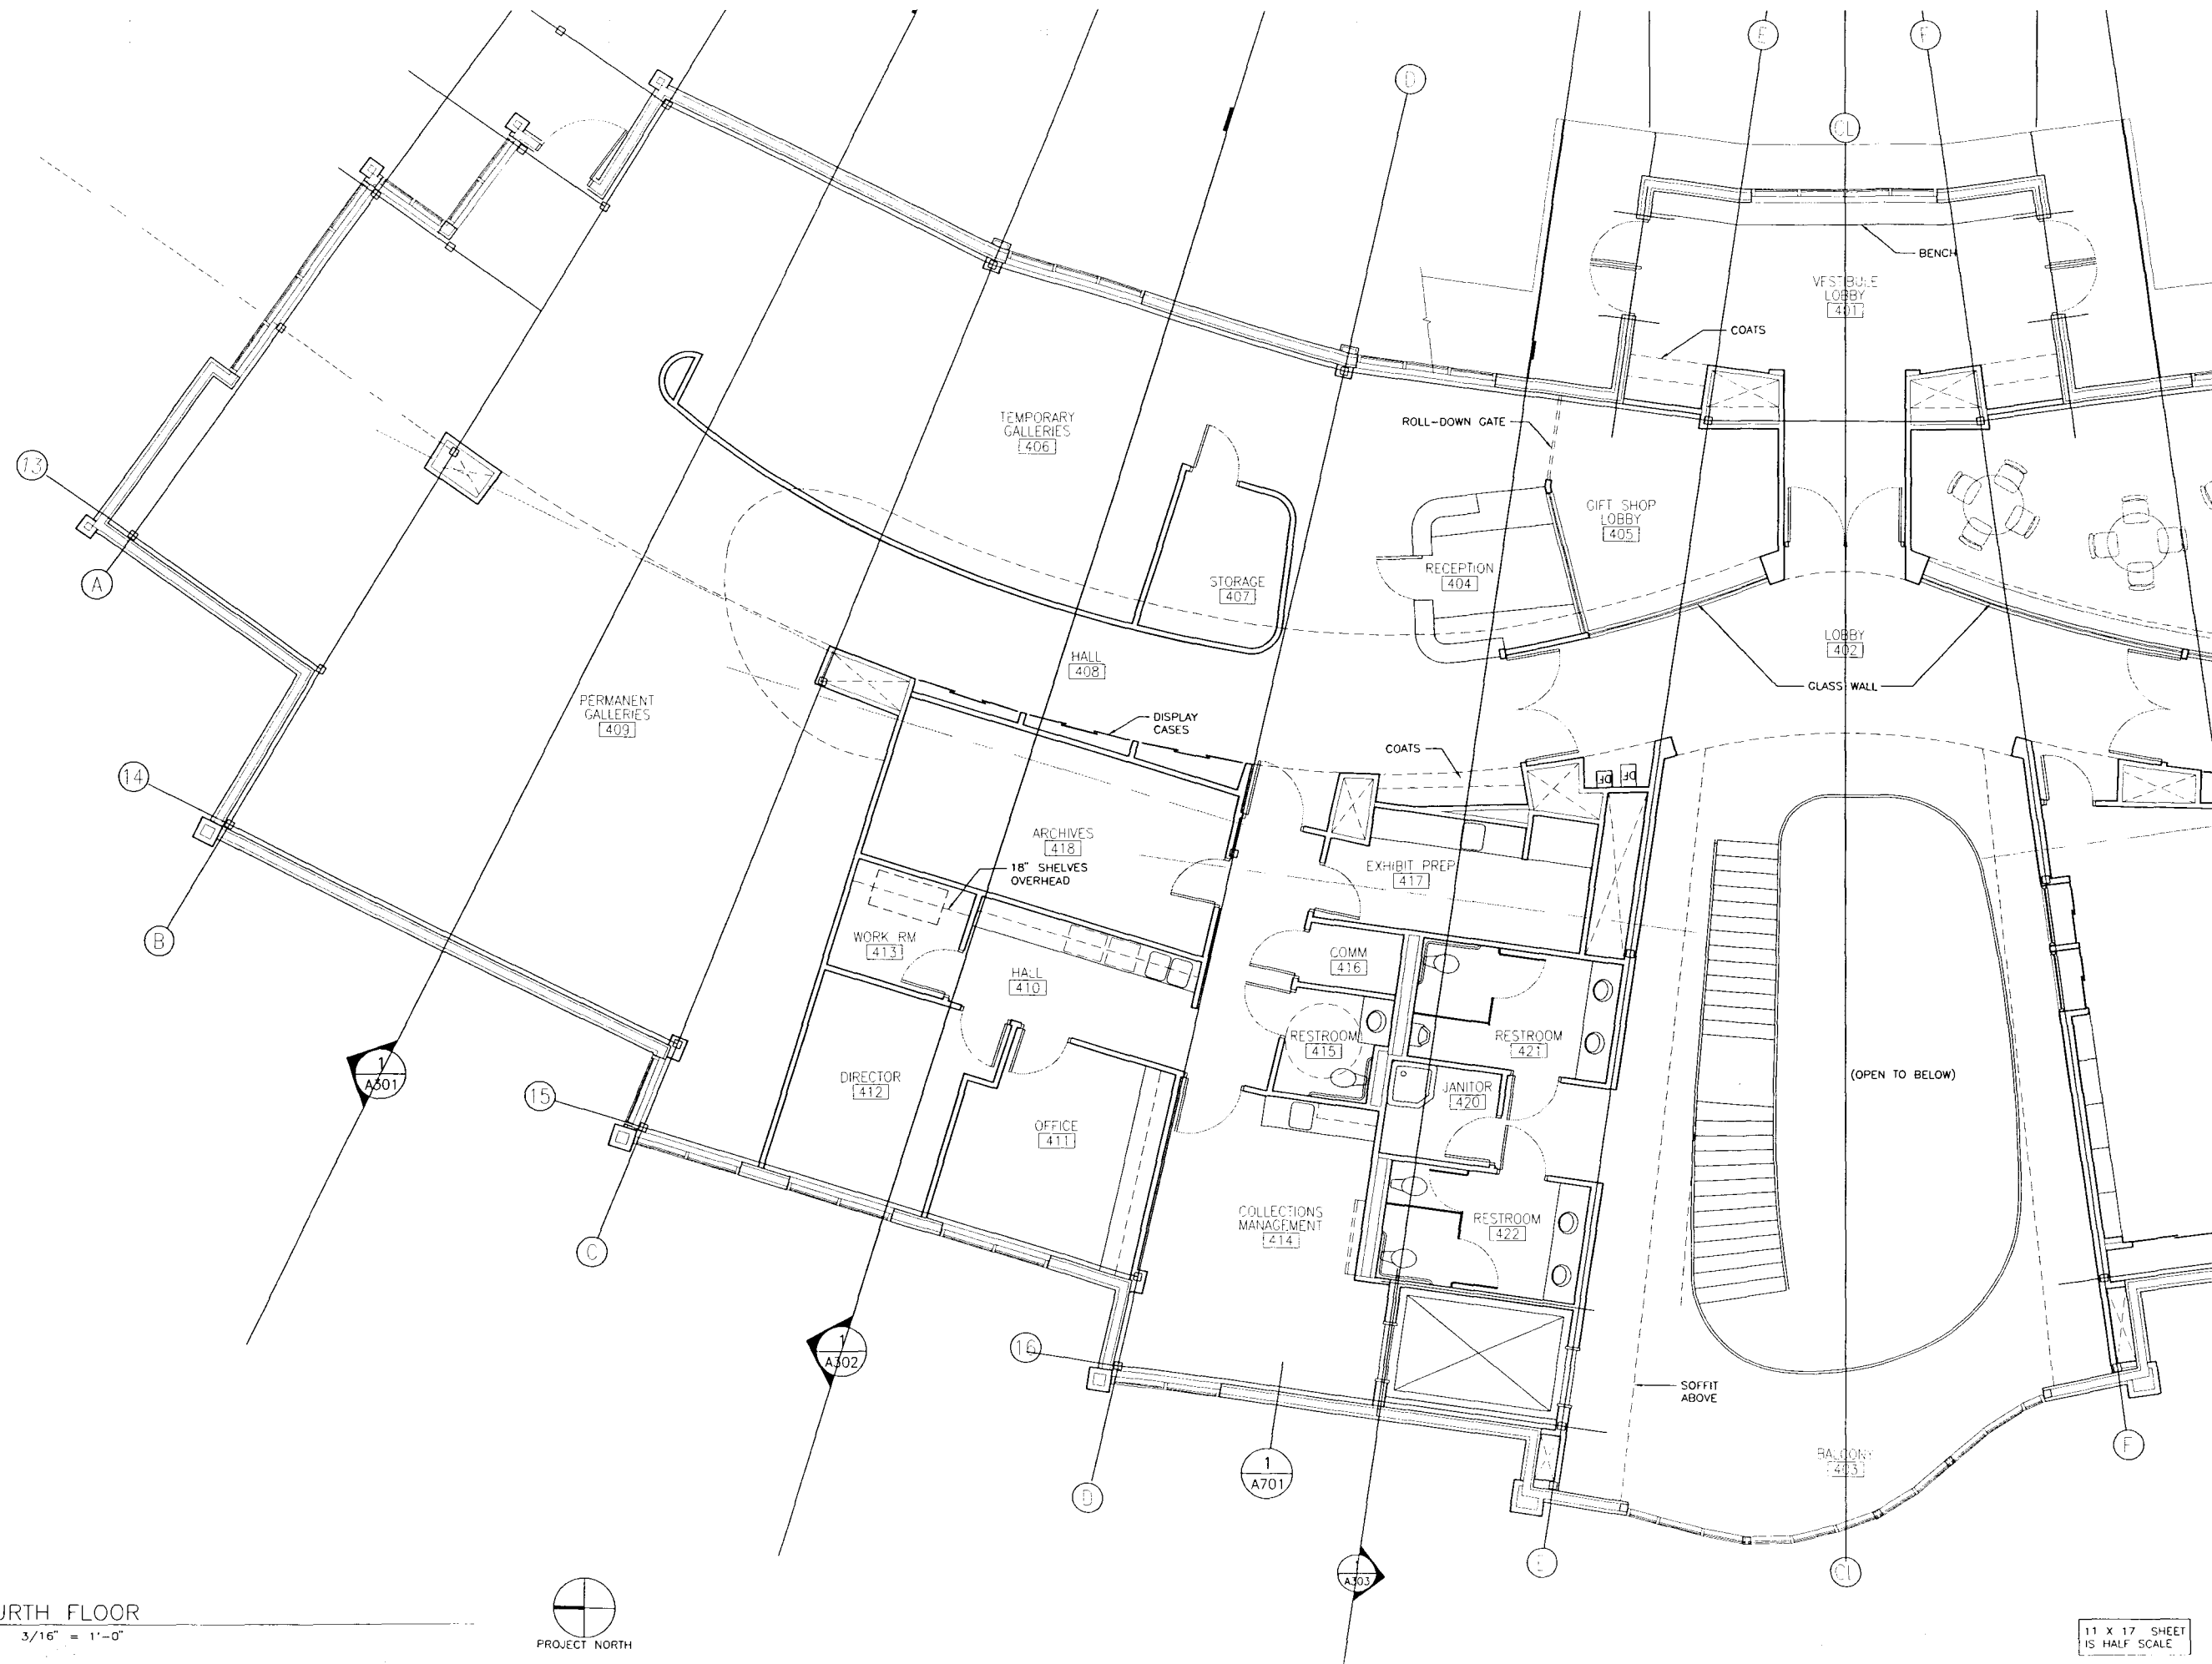 E
F
D
CL
BENCH
VESTIBULE
LOBBY
401
COATS
TEMPORARY
GALLERIES
406
ROLL-DOWN GATE
13
GIFT SHOP
LOBBY
405
A
RECEPTION
404
STORAGE
407
LOBBY
402
HALL
408
GLASS WALL
PERMANENT
GALLERIES
409
DISPLAY
CASES
COATS
14
DF
DF
ARCHIVES
418
18" SHELVES
OVERHEAD
EXHIBIT PREP
417
B
WORK RM
413
COMM
416
HALL
410
RESTROOM
415
RESTROOM
421
1
A301
DIRECTOR
412
(OPEN TO BELOW)
15
JANITOR
420
OFFICE
411
COLLECTIONS
MANAGEMENT
414
RESTROOM
422
C
1
A302
16
SOFFIT
ABOVE
F
BALCONY
403
1
A701
D
E
CL
1
A303
URTH FLOOR
3/16" = 1'-0"
PROJECT NORTH
11 X 17 SHEET
IS HALF SCALE